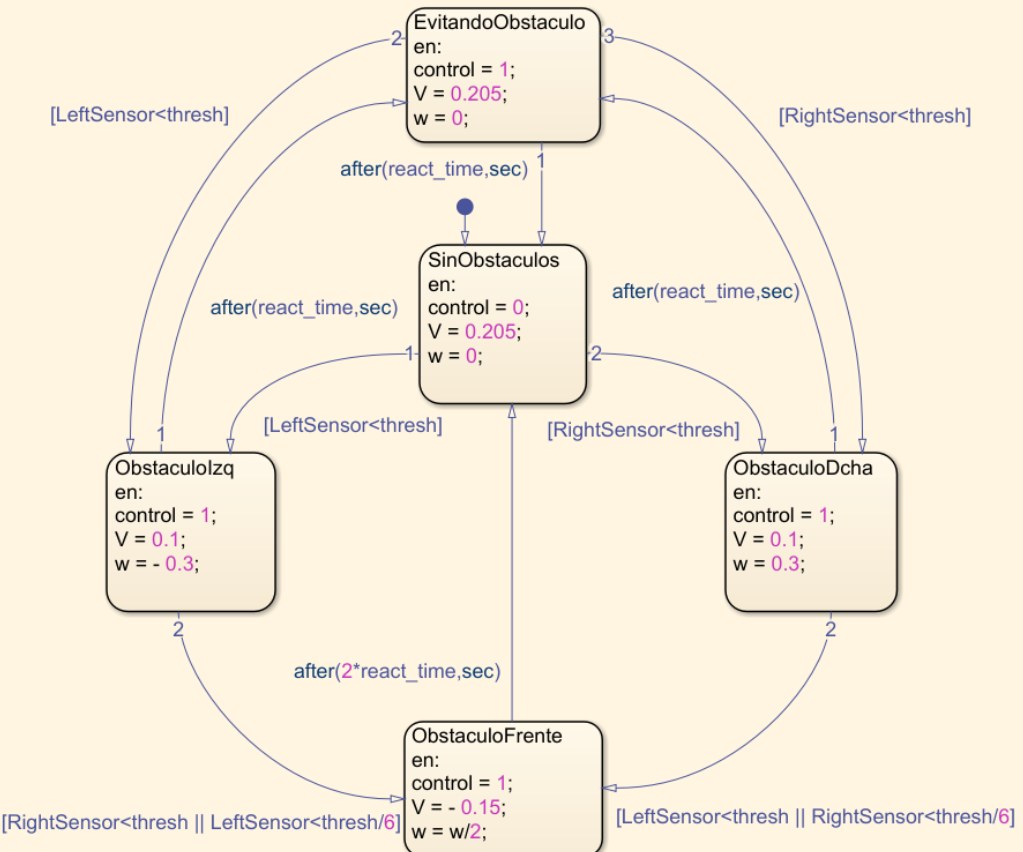 EvitandoObstaculo
en:
control = 1;
V = 0.205;
w = 0;
2
3
[LeftSensor<thresh]
[RightSensor<thresh]
1
after(react_time,sec)
SinObstaculos
en:
control = 0;
V = 0.205;
w = 0;
after(react_time,sec)
after(react_time,sec)
1
2
[LeftSensor<thresh]
[RightSensor<thresh]
1
1
ObstaculoIzq
en:
control = 1;
V = 0.1;
w = - 0.3;
2
ObstaculoDcha
en:
control = 1;
V = 0.1;
w = 0.3;
2
after(2*react_time,sec)
ObstaculoFrente
en:
control = 1;
V = - 0.15;
w = w/2;
[RightSensor<thresh || LeftSensor<thresh/6]
[LeftSensor<thresh || RightSensor<thresh/6]